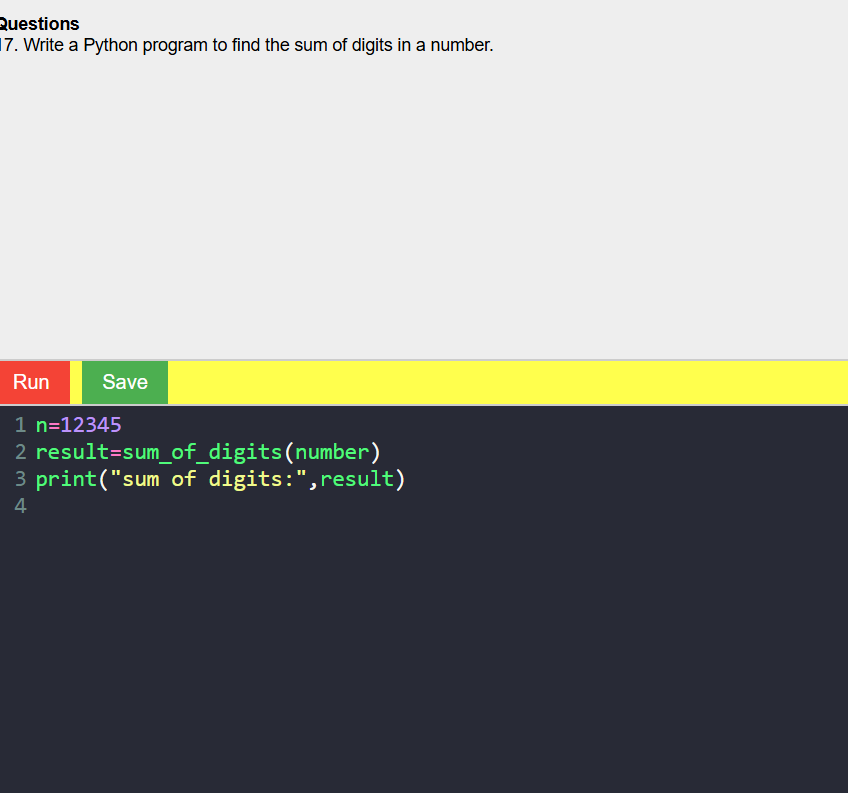 Questions
17. Write a Python program to find the sum of digits in a number.
Run Save
1 n=12345
2 result=sum_of_digits(number)
3 print("sum of digits:",result)
4